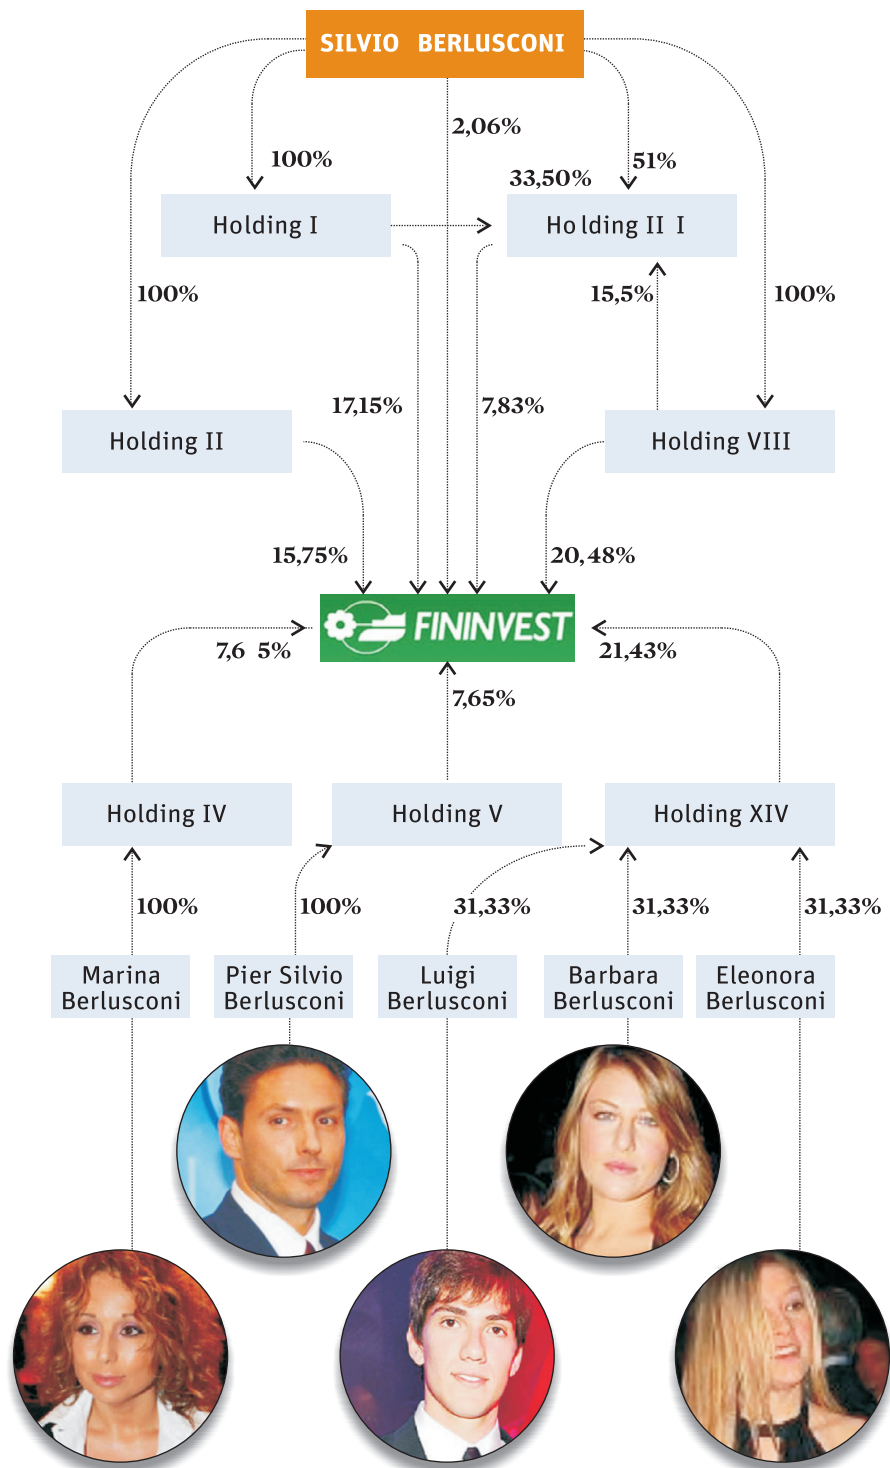 SILVIO BERLUSCONI
2,06%
100%
51%
33,50%
Holding I
Holding II I
100%
15,5%
100%
17,15%
7,83%
Holding II
Holding VIII
15,75%
20,48%
FININVEST
7,6 5%
21,43%
7,65%
Holding IV
Holding V
Holding XIV
100%
100%
31,33%
31,33%
31,33%
Marina
Berlusconi
Pier Silvio
Berlusconi
Luigi
Berlusconi
Barbara
Berlusconi
Eleonora
Berlusconi